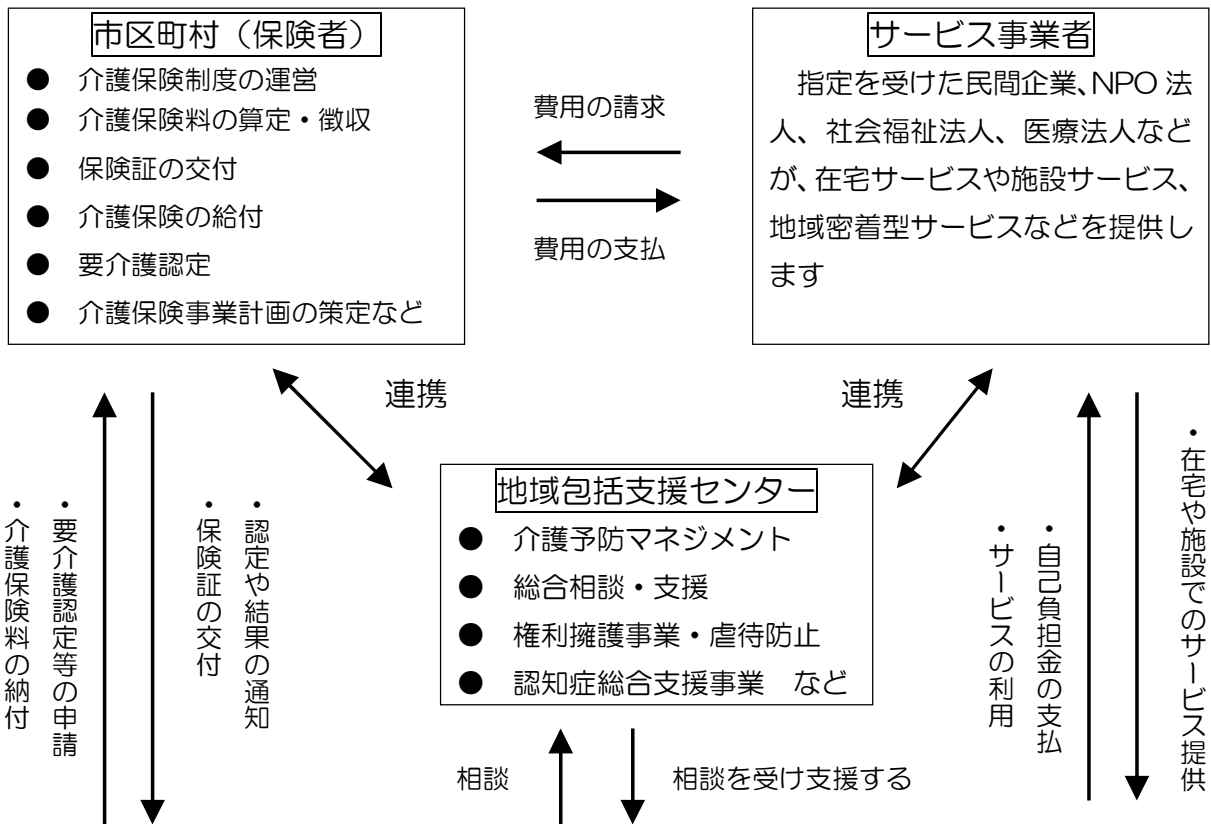 市区町村（保険者）
● 介護保険制度の運営
● 介護保険料の算定・徴収
● 保険証の交付
● 介護保険の給付
● 要介護認定
● 介護保険事業計画の策定など
費用の請求
費用の支払
サービス事業者
指定を受けた民間企業、NPO 法
人、社会福祉法人、医療法人など
が、在宅サービスや施設サービス、
地域密着型サービスなどを提供し
ます
連携
連携
地域包括支援センター
● 介護予防マネジメント
● 総合相談・支援
● 権利擁護事業・虐待防止
● 認知症総合支援事業 など
・要介護認定等の申請
・介護保険料の納付
・認定や結果の通知
・保険証の交付
・自己負担金の支払
・サービスの利用
・在宅や施設でのサービス提供
相談
相談を受け支援する